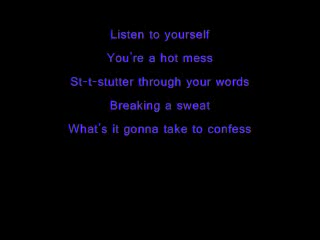 Listen to yourself
You're a hot mess
St-t-stutter through your words
Breaking a sweat
What's it gonna take to confess